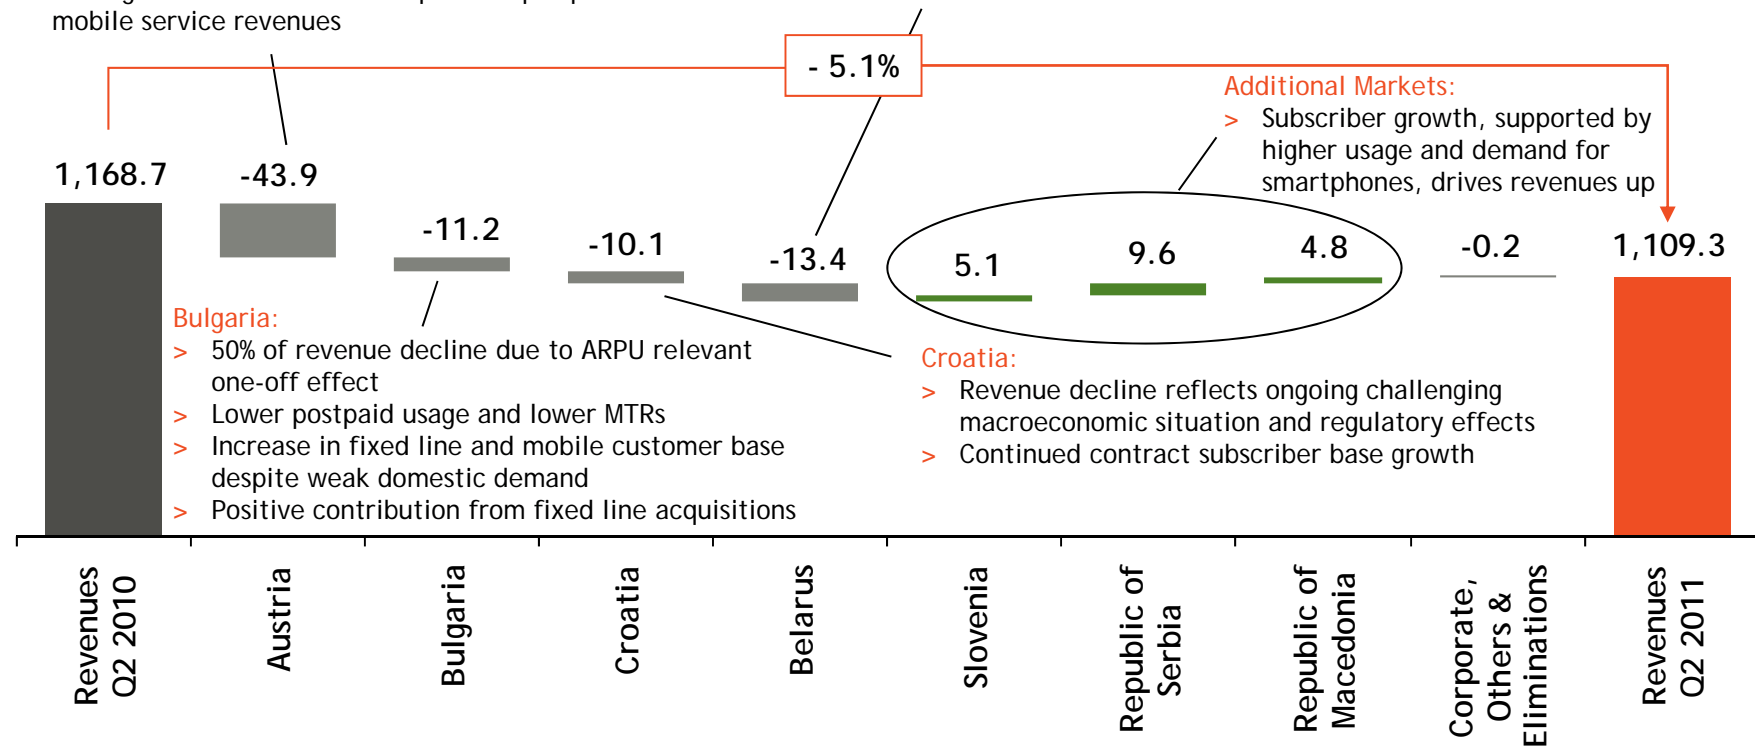 mobile service revenues
- 5.1%
Additional Markets:
> Subscriber growth, supported by
higher usage and demand for
smartphones, drives revenues up
1,168.7
-43.9
-11.2
-10.1
-13.4
5.1
9.6
4.8
-0.2
1,109.3
Bulgaria:
> 50% of revenue decline due to ARPU relevant
one-off effect
> Lower postpaid usage and lower MTRs
> Increase in fixed line and mobile customer base
despite weak domestic demand
> Positive contribution from fixed line acquisitions
Croatia:
> Revenue decline reflects ongoing challenging
macroeconomic situation and regulatory effects
> Continued contract subscriber base growth
Revenues
Q2 2010
Austria
Bulgaria
Croatia
Belarus
Slovenia
Republic of
Serbia
Republic of
Macedonia
Corporate,
Others &
Eliminations
Revenues
Q2 2011